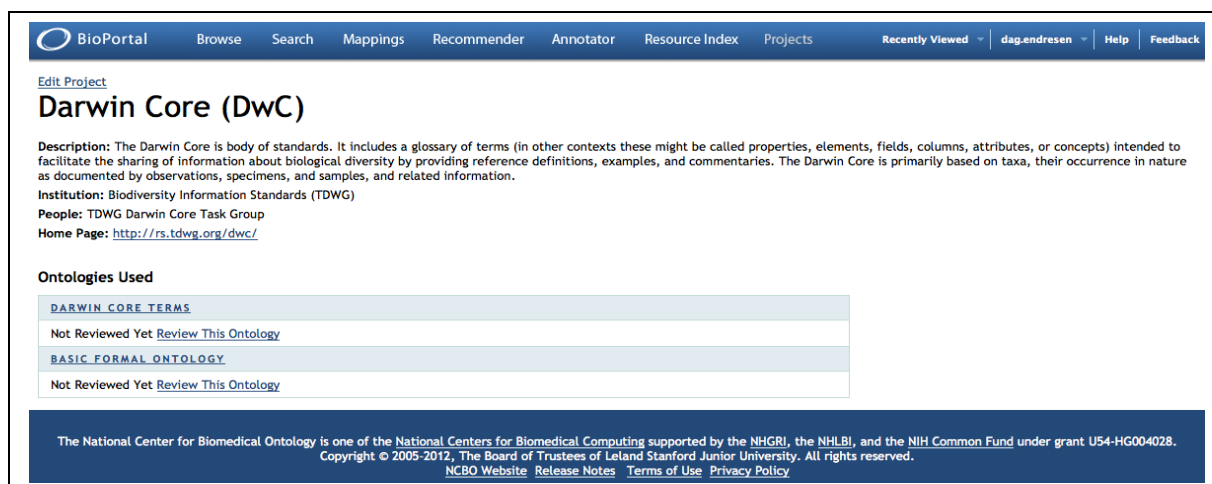 BioPortal Browse Search Mappings Recommender Annotator Resource Index Projects Recently Viewed dag.endresen Help Feedback
Edit Project
Darwin Core (DwC)
Description: The Darwin Core is body of standards. It includes a glossary of terms (in other contexts these might be called properties, elements, fields, columns, attributes, or concepts) intended to
facilitate the sharing of information about biological diversity by providing reference definitions, examples, and commentaries. The Darwin Core is primarily based on taxa, their occurrence in nature
as documented by observations, specimens, and samples, and related information.
Institution: Biodiversity Information Standards (TDWG)
People: TDWG Darwin Core Task Group
Home Page: http://rs.tdwg.org/dwc/
Ontologies Used
DARWIN CORE TERMS
Not Reviewed Yet Review This Ontology
BASIC FORMAL ONTOLOGY
Not Reviewed Yet Review This Ontology
The National Center for Biomedical Ontology is one of the National Centers for Biomedical Computing supported by the NHGRI, the NHLBI, and the NIH Common Fund under grant U54-HG004028.
Copyright © 2005-2012, The Board of Trustees of Leland Stanford Junior University. All rights reserved.
NCBO Website Release Notes Terms of Use Privacy Policy